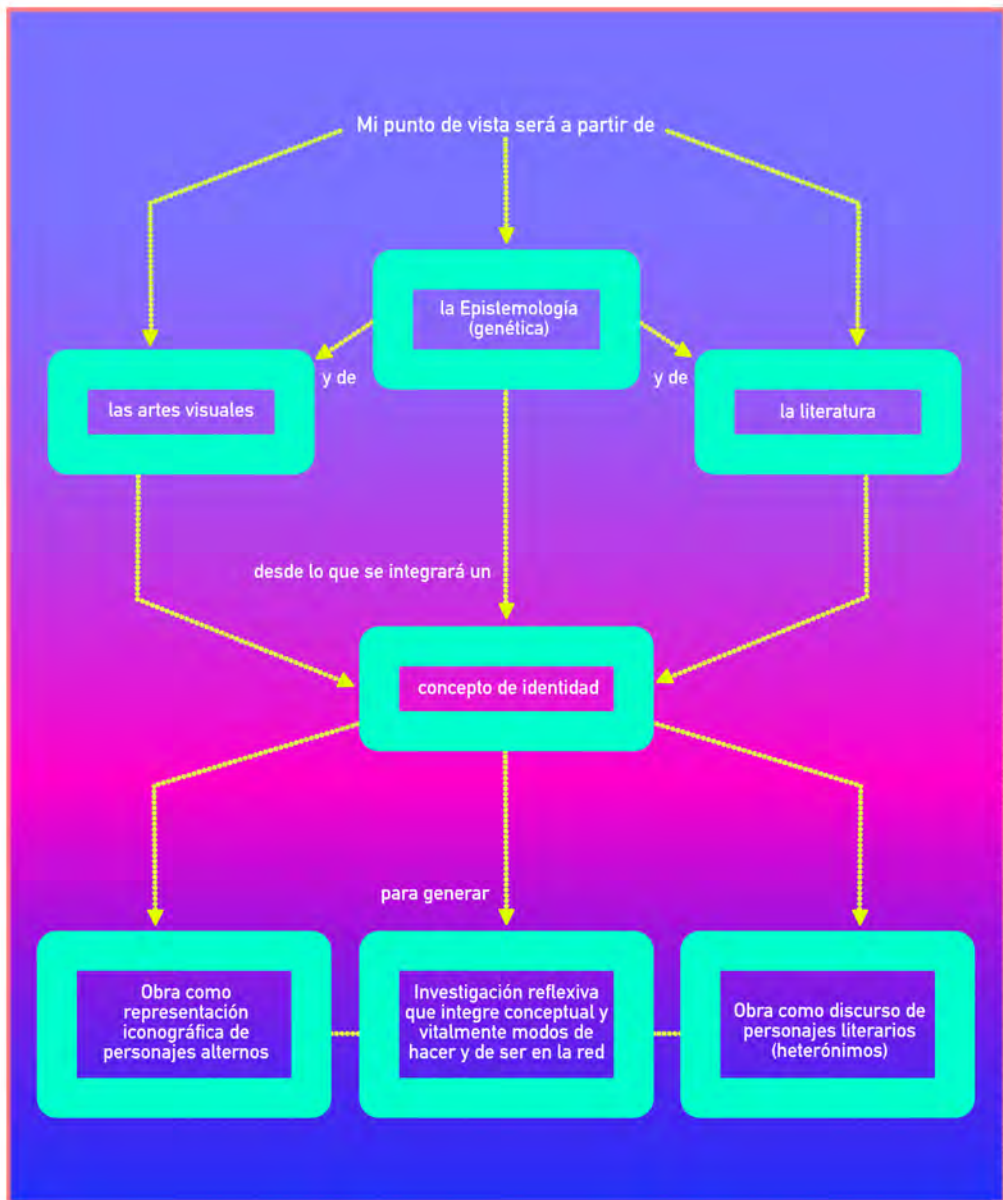 Mi punto de vista será a partir de
la Epistemología
(genética)
y de
y de
las artes visuales
la literatura
desde lo que se integrará un
concepto de identidad
para generar
Obra como
representación
iconográfica de
personajes alternos
Investigación reflexiva
que integre conceptual y
vitalmente modos de
hacer y de ser en la red
Obra como discurso de
personajes literarios
(heterónimos)